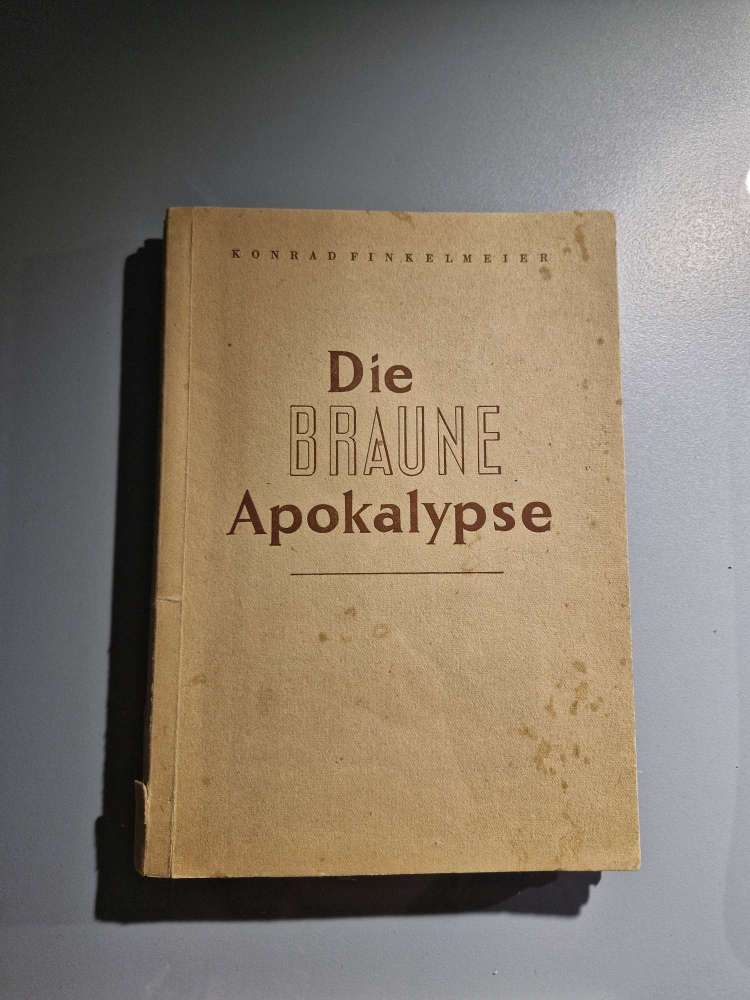 KONRAD FINKELMEIER
Die
BRAUNE
Apokalypse